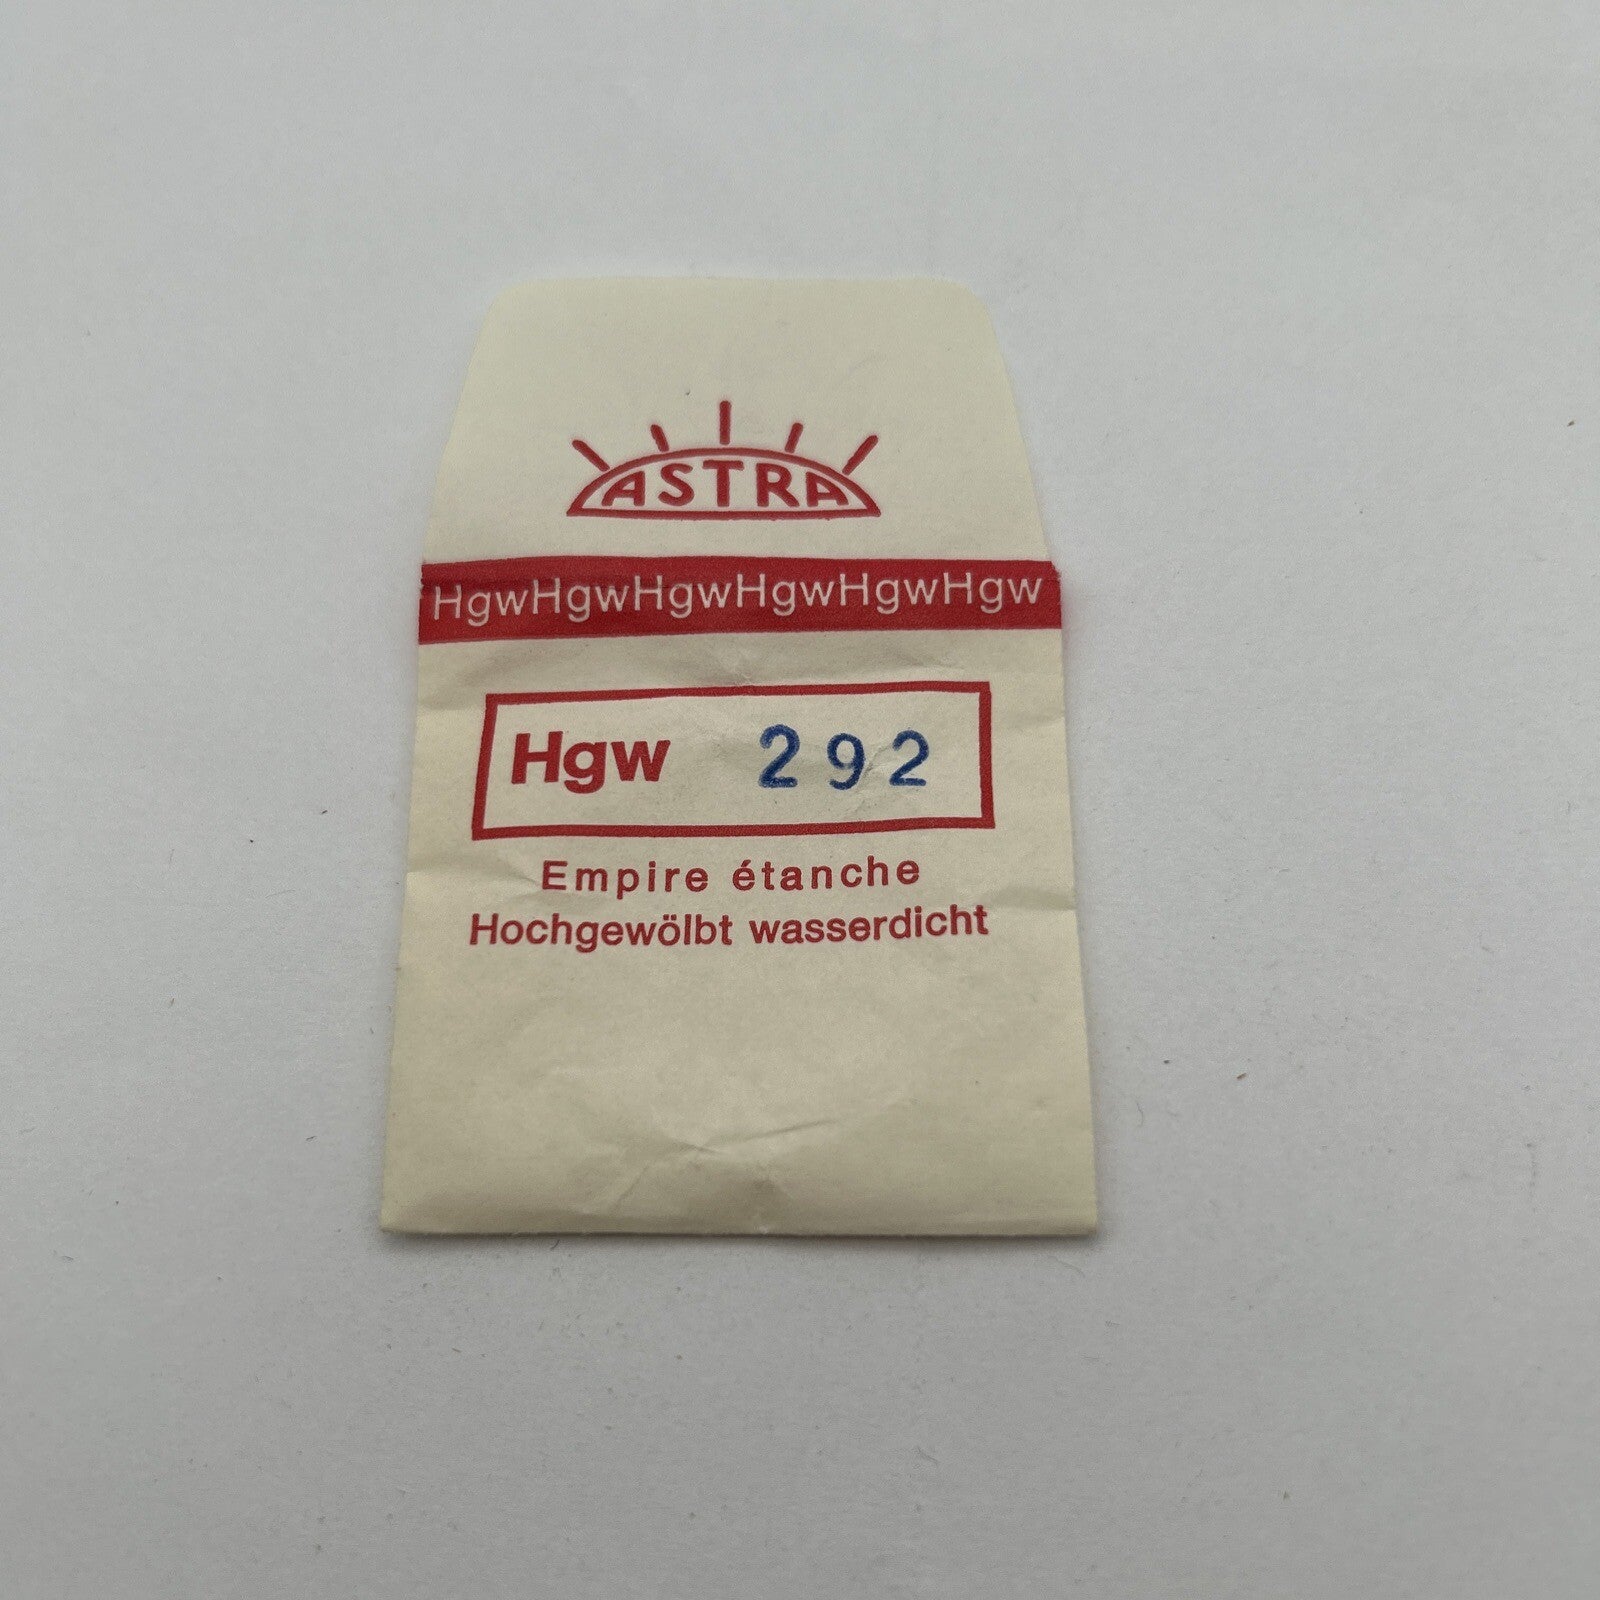 ASTRA
HgwHgwHgwHgwHgwHgw
Hgw 292
Empire étanche
Hochgewölbt wasserdicht